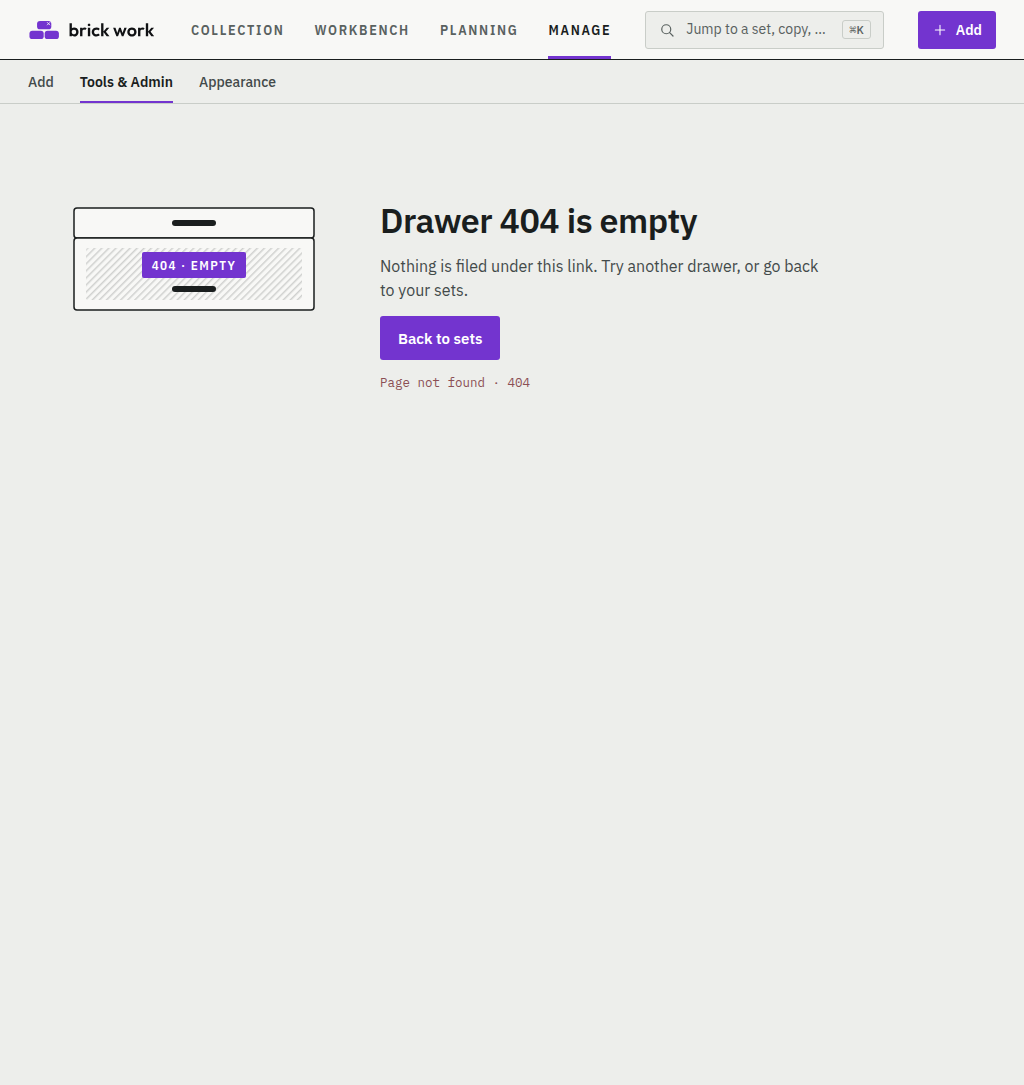 brick work
COLLECTION
WORKBENCH
PLANNING
MANAGE
Jump to a set, copy, ...
⌘K
Add
Add
Tools & Admin
Appearance
404 · EMPTY
Drawer 404 is empty
Nothing is filed under this link. Try another drawer, or go back
to your sets.
Back to sets
Page not found · 404